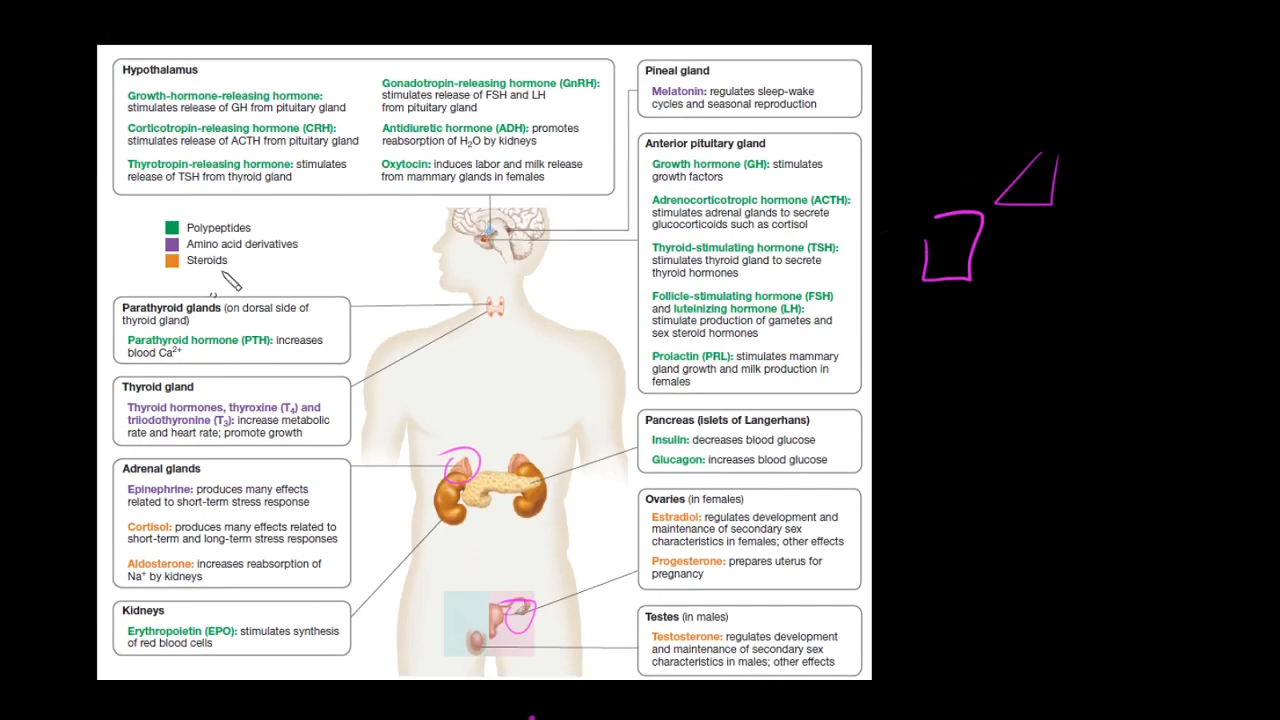 Hypothalamus
Growth-hormone-releasing hormone:
stimulates release of GH from pituitary gland
Corticotropin-releasing hormone (CRH):
stimulates release of ACTH from pituitary gland
Thyrotropin-releasing hormone: stimulates
release of TSH from thyroid gland
Gonadotropin-releasing hormone (GnRH):
stimulates release of FSH and LH
from pituitary gland
Antidiuretic hormone (ADH): promotes
reabsorption of H₂O by kidneys
Oxytocin: induces labor and milk release
from mammary glands in females
Pineal gland
Melatonin: regulates sleep-wake
cycles and seasonal reproduction
Anterior pituitary gland
Growth hormone (GH): stimulates
growth factors
Adrenocorticotropic hormone (ACTH):
stimulates adrenal glands to secrete
glucocorticoids such as cortisol
Thyroid-stimulating hormone (TSH):
stimulates thyroid gland to secrete
thyroid hormones
Follicle-stimulating hormone (FSH)
and luteinizing hormone (LH):
stimulate production of gametes and
sex steroid hormones
Prolactin (PRL): stimulates mammary
gland growth and milk production in
females
Polypeptides
Amino acid derivatives
Steroids
Parathyroid glands (on dorsal side of
thyroid gland)
Parathyroid hormone (PTH): increases
blood Ca²⁺
Thyroid gland
Thyroid hormones, thyroxine (T₄) and
triiodothyronine (T₃): increase metabolic
rate and heart rate; promote growth
Adrenal glands
Epinephrine: produces many effects
related to short-term stress response
Cortisol: produces many effects related to
short-term and long-term stress responses
Aldosterone: increases reabsorption of
Na⁺ by kidneys
Kidneys
Erythropoietin (EPO): stimulates synthesis
of red blood cells
Pancreas (islets of Langerhans)
Insulin: decreases blood glucose
Glucagon: increases blood glucose
Ovaries (in females)
Estradiol: regulates development and
maintenance of secondary sex
characteristics in females; other effects
Progesterone: prepares uterus for
pregnancy
Testes (in males)
Testosterone: regulates development
and maintenance of secondary sex
characteristics in males; other effects